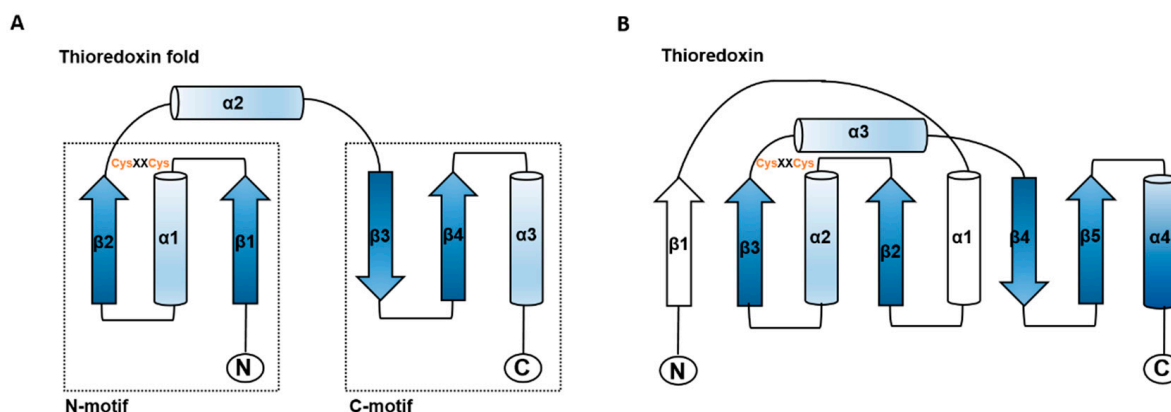 A
Thioredoxin fold
α2
CysXXCys
β2
α1
β1
β3
β4
α3
N
C
N-motif
C-motif
B
Thioredoxin
α3
CysXXCys
β1
β3
α2
β2
α1
β4
β5
α4
N
C